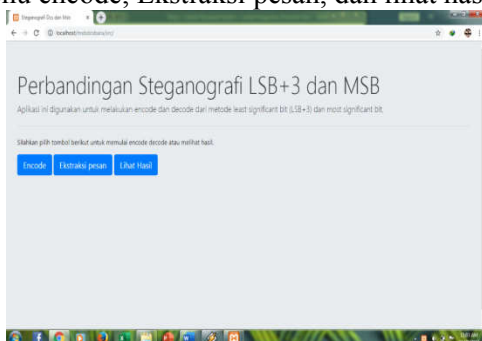 encode, Ekstraksi pesan, dan lihat has
localhost/
Perbandingan Steganografi LSB+3 dan MSB
Aplikasi ini digunakan untuk melakukan encode dan decode dari metode least significant bit (LSB+3) dan most significant bit.
Silahkan pilih tombol berikut untuk memulai encode decode atau melihat hasil.
Encode Ekstraksi pesan Lihat Hasil